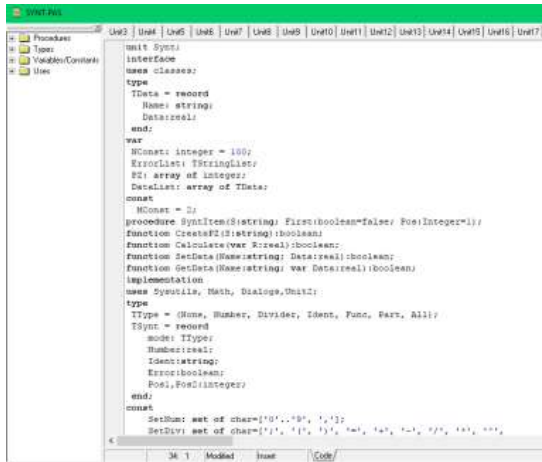 SYNT.PAS
Procedures
Types
Variables/Constants
Uses
Unit3 Unit4 Unit5 Unit6 Unit7 Unit8 Unit9 Unit10 Unit11 Unit12 Unit13 Unit14 Unit15 Unit16 Unit17
unit Synt;
interface
uses classes;
type
TData = record
Name: string;
Data:real;
end;
var
NConst: integer = 100;
ErrorList: TStringList;
PZ: array of integer;
DataList: array of TData;
const
MConst = 2;
procedure SyntItem(S:string; First:boolean=false; Pos:Integer=1);
function CreatePZ(S:string):boolean;
function Calculate(var R:real):boolean;
function SetData(Name:string; Data:real):boolean;
function GetData(Name:string; var Data:real):boolean;
implementation
uses Sysutils, Math, Dialogs,Unit2;
type
TType = (None, Number, Divider, Ident, Func, Part, All);
TSynt = record
mode: TType;
Number:real;
Ident:string;
Error:boolean;
Pos1,Pos2:integer;
end;
const
SetNum: set of char=['0'..'9', ','];
SetDiv: set of char=[';', '(', ')', '=', '+', '-', '/', '*', '^',
34: 1 Modified Insert Code